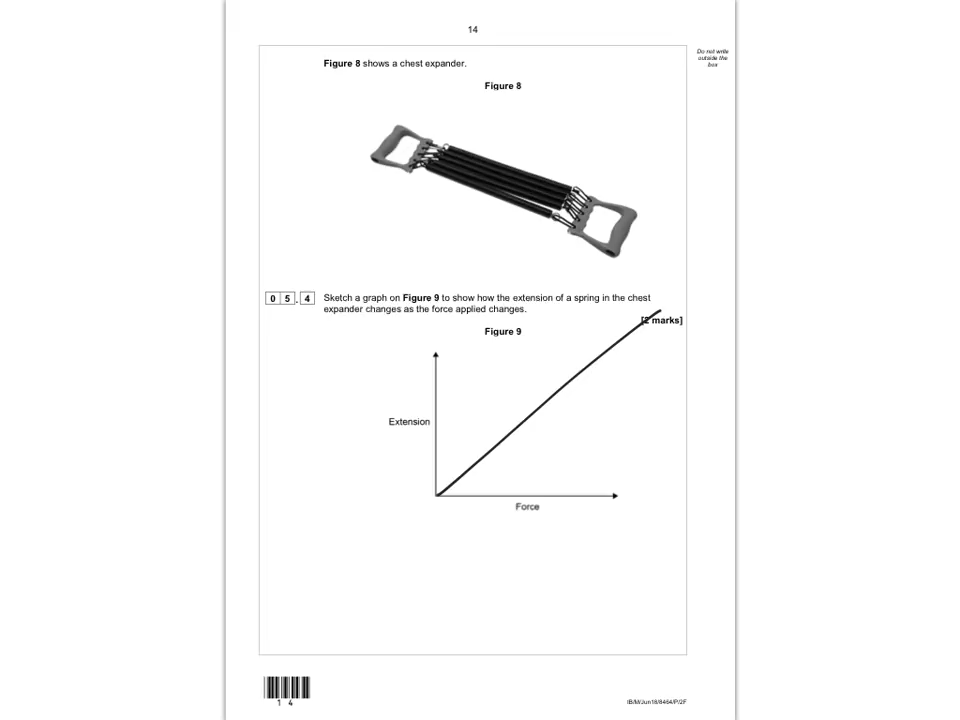 14
Do not write
outside the
box
Figure 8 shows a chest expander.
Figure 8
0 5 . 4 Sketch a graph on Figure 9 to show how the extension of a spring in the chest
expander changes as the force applied changes.
[2 marks]
Figure 9
Extension
Force
1 4
IB/M/Jun18/8464/P/2F